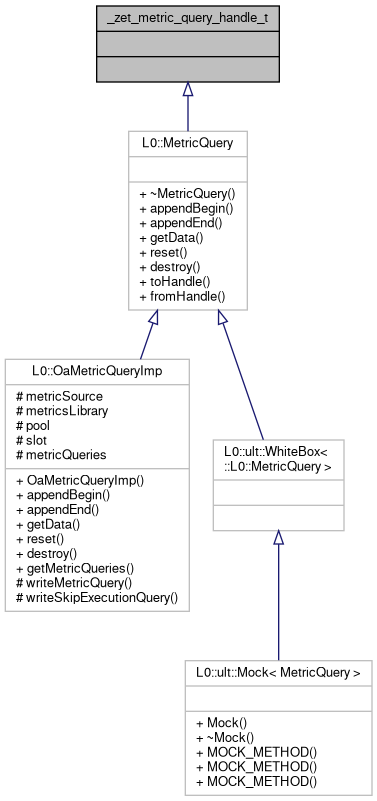 _zet_metric_query_handle_t
L0::MetricQuery
+ ~MetricQuery()
+ appendBegin()
+ appendEnd()
+ getData()
+ reset()
+ destroy()
+ toHandle()
+ fromHandle()
L0::OaMetricQueryImp
# metricSource
# metricsLibrary
# pool
# slot
# metricQueries
+ OaMetricQueryImp()
+ appendBegin()
+ appendEnd()
+ getData()
+ reset()
+ destroy()
+ getMetricQueries()
# writeMetricQuery()
# writeSkipExecutionQuery()
L0::ult::WhiteBox<
::L0::MetricQuery >
L0::ult::Mock< MetricQuery >
+ Mock()
+ ~Mock()
+ MOCK_METHOD()
+ MOCK_METHOD()
+ MOCK_METHOD()